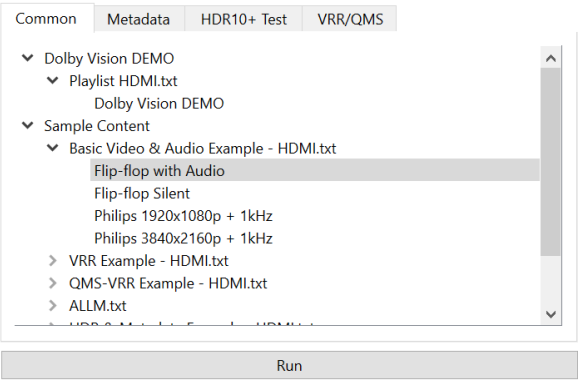 Common Metadata HDR10+ Test VRR/QMS
Dolby Vision DEMO
Playlist HDMI.txt
Dolby Vision DEMO
Sample Content
Basic Video & Audio Example - HDMI.txt
Flip-flop with Audio
Flip-flop Silent
Philips 1920x1080p + 1kHz
Philips 3840x2160p + 1kHz
VRR Example - HDMI.txt
QMS-VRR Example - HDMI.txt
ALLM.txt
Run